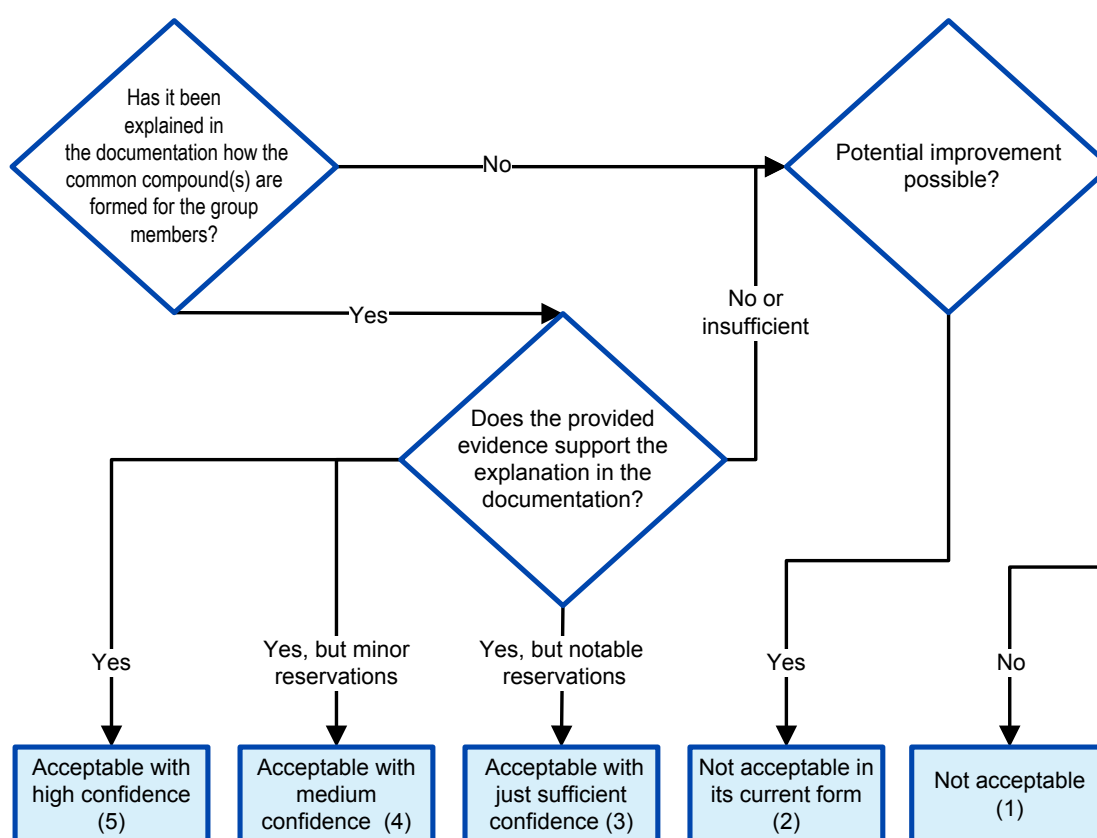 Has it been
explained in
the documentation how the
common compound(s) are
formed for the group
members?
No
Potential improvement
possible?
Yes
No or
insufficient
Does the provided
evidence support the
explanation in the
documentation?
Yes
Yes, but minor
reservations
Yes, but notable
reservations
Yes
No
Acceptable with
high confidence
(5)
Acceptable with
medium
confidence (4)
Acceptable with
just sufficient
confidence (3)
Not acceptable in
its current form
(2)
Not acceptable
(1)